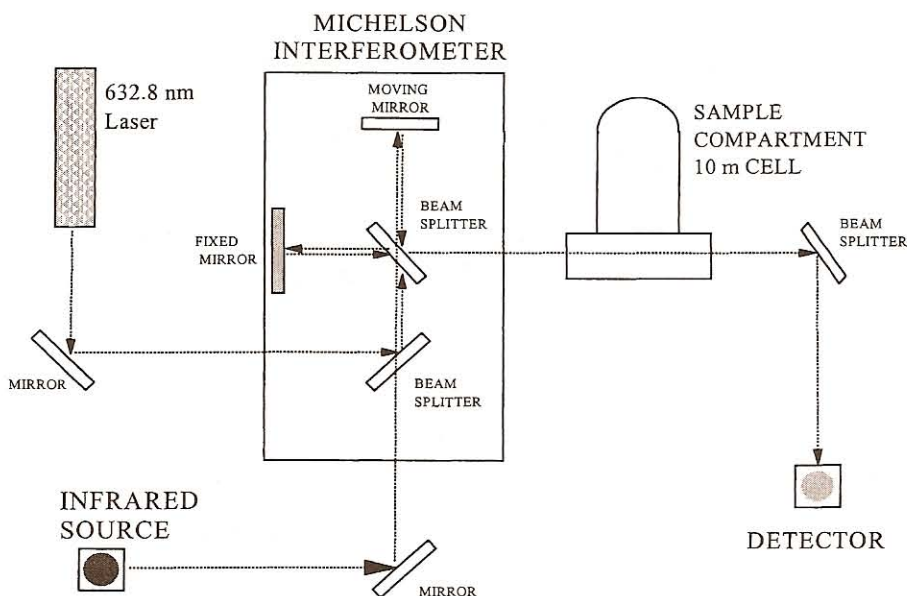 MICHELSON
INTERFEROMETER
632.8 nm
Laser
MOVING
MIRROR
SAMPLE
COMPARTMENT
10 m CELL
BEAM
SPLITTER
FIXED
MIRROR
BEAM
SPLITTER
MIRROR
BEAM
SPLITTER
INFRARED
SOURCE
MIRROR
DETECTOR